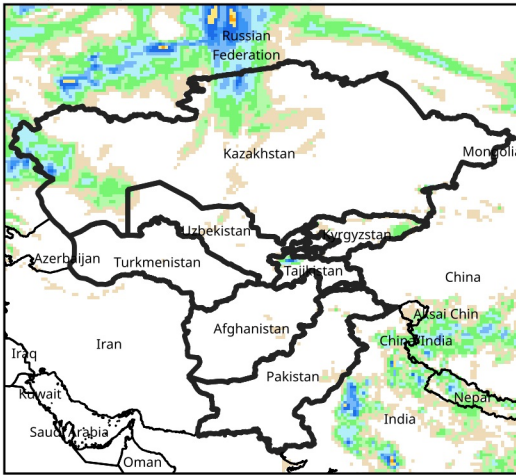 Russian
Federation
Kazakhstan
Mongolia
Uzbekistan
Kyrgyzstan
Azerbaijan
Turkmenistan
Tajikistan
China
Aksai Chin
Afghanistan
China/India
Iran
Iraq
Pakistan
Kuwait
Nepal
India
Saudi Arabia
Oman